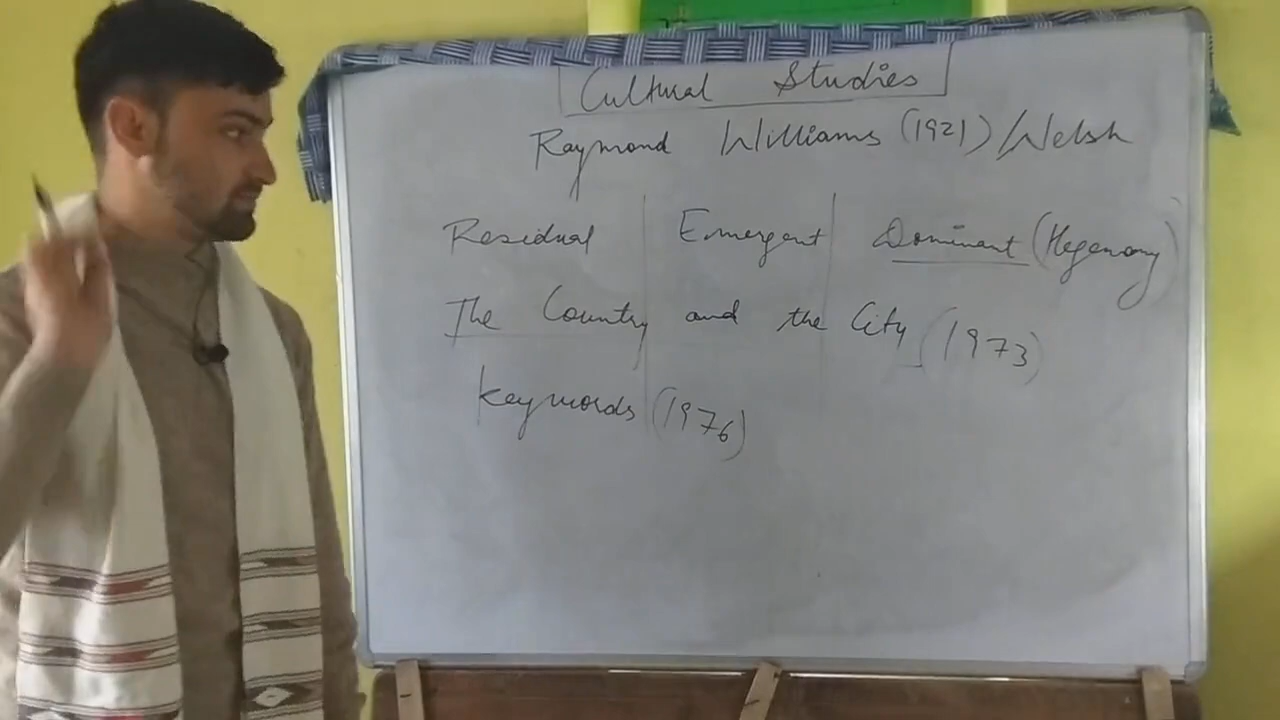 Cultural Studies
Raymond Williams (1921) / Welsh
Residual Emergent Dominant (Hegemony)
The Country and the City (1973)
Keywords (1976)